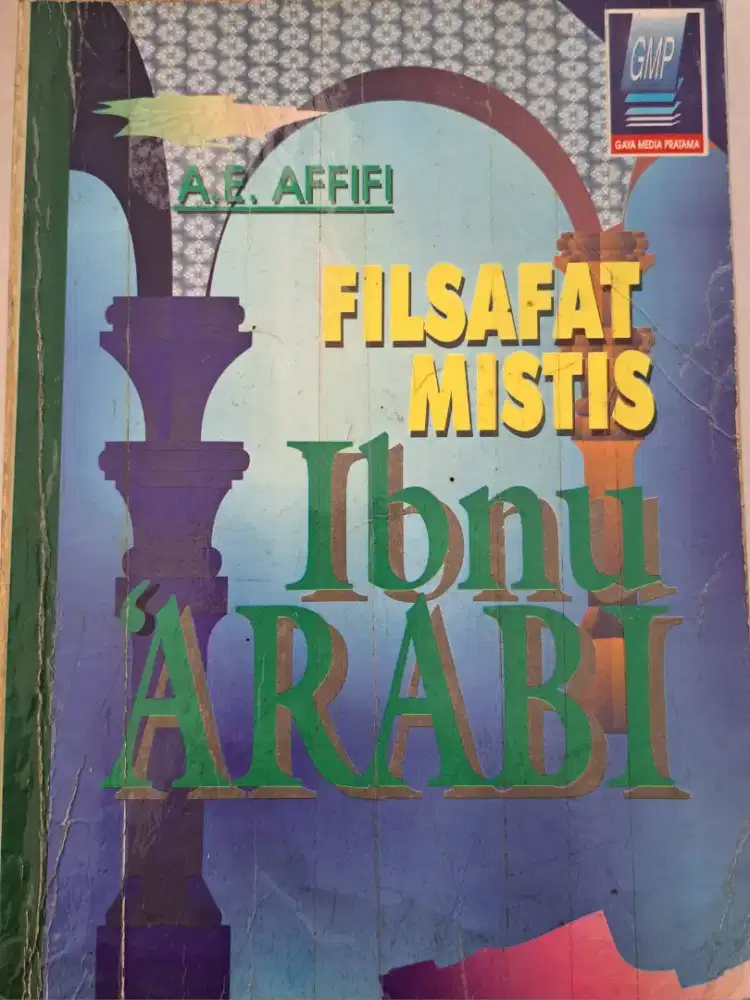 GMP
GAYA MEDIA PRATAMA
A.E. AFFIFI
FILSAFAT
MISTIS
Ibnu
‘ARABI